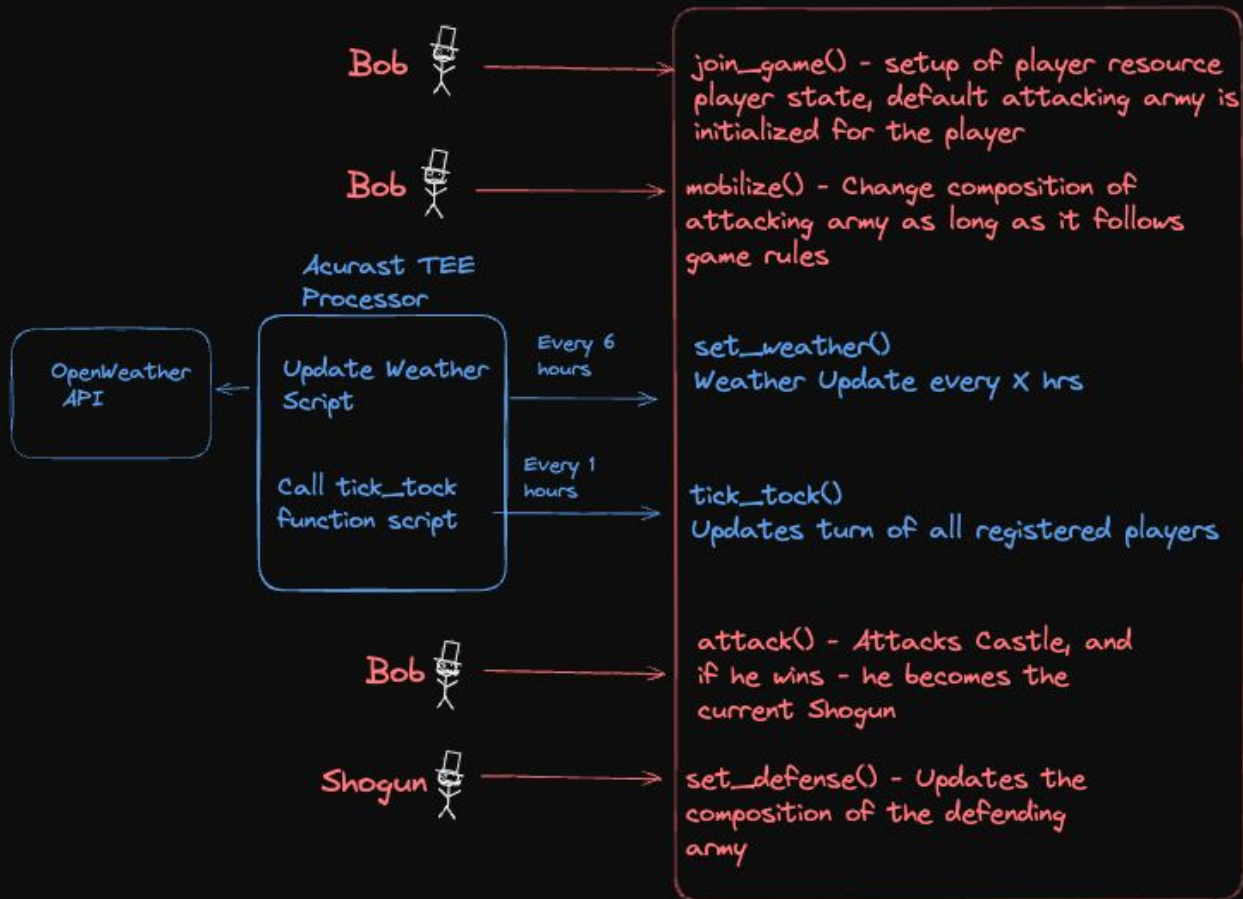 Bob
join_game() - setup of player resource
player state, default attacking army is
initialized for the player
Bob
mobilize() - Change composition of
attacking army as long as it follows
game rules
Acurast TEE
Processor
OpenWeather
API
Update Weather
Script
Every 6
hours
set_weather()
Weather Update every X hrs
Call tick_tock
function script
Every 1
hours
tick_tock()
Updates turn of all registered players
Bob
attack() - Attacks Castle, and
if he wins - he becomes the
current Shogun
Shogun
set_defense() - Updates the
composition of the defending
army